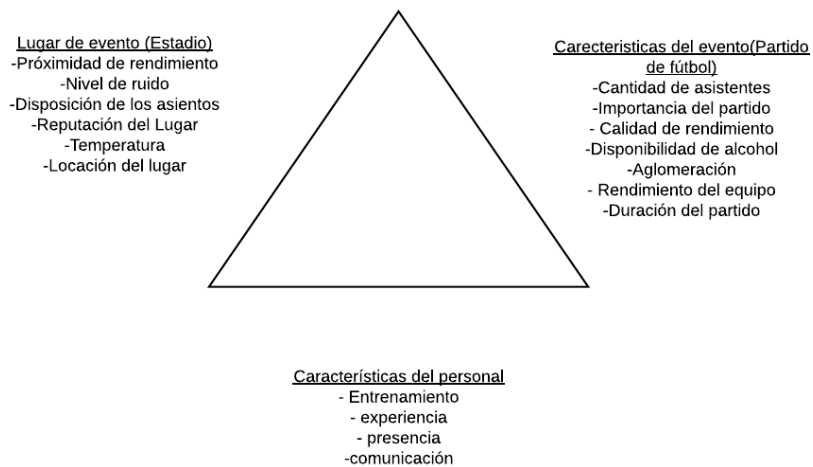 Lugar de evento (Estadio)
-Próximidad de rendimiento
-Nivel de ruido
-Disposición de los asientos
-Reputación del Lugar
-Temperatura
-Locación del lugar
Carecteristicas del evento(Partido
de fútbol)
-Cantidad de asistentes
-Importancia del partido
- Calidad de rendimiento
-Disponibilidad de alcohol
-Aglomeración
- Rendimiento del equipo
-Duración del partido
Características del personal
- Entrenamiento
- experiencia
- presencia
-comunicación